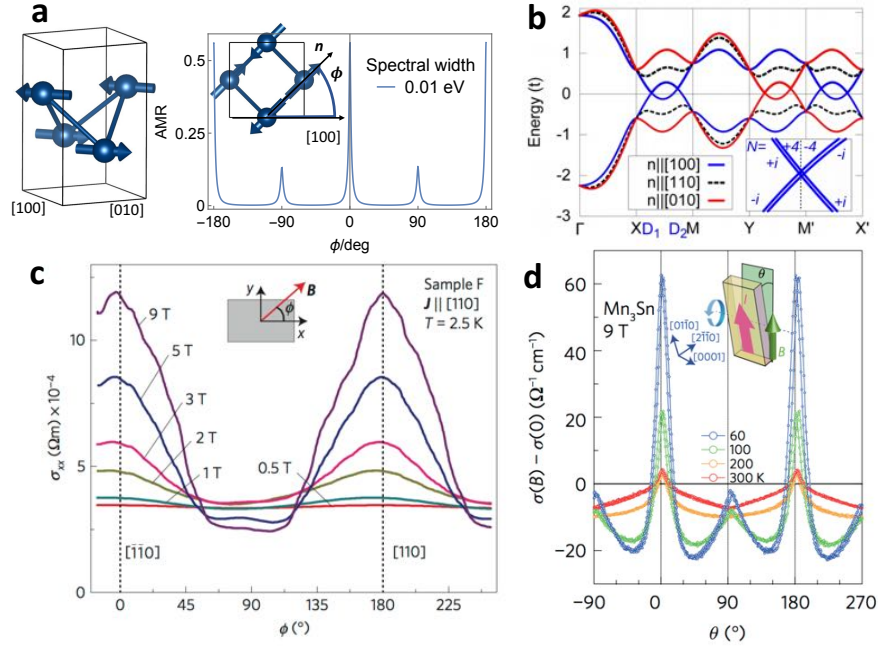 a
[100]
[010]
AMR
0.5
0.25
0
n
ϕ
[100]
Spectral width
0.01 eV
-180
-90
0
90
180
ϕ/deg
b
Energy (t)
2
1
0
-1
-2
-3
n||[100]
n||[110]
n||[010]
N= +4 -4 -i
+i
-i +i
Γ X D₁ D₂ M Y M' X'
c
σxx (Ωm) × 10⁻⁴
10
5
0
9 T
5 T
3 T
2 T
1 T
0.5 T
y
B
ϕ
x
Sample F
J || [110]
T = 2.5 K
[1̄1̄0]
[110]
0 45 90 135 180 225
ϕ (°)
d
σ(B) − σ(0) (Ω⁻¹ cm⁻¹)
60
40
20
0
−20
Mn₃Sn
9 T
[011̄0]
[21̄1̄0]
[0001]
θ
I
B
60
100
200
300 K
-90 0 90 180 270
θ (°)